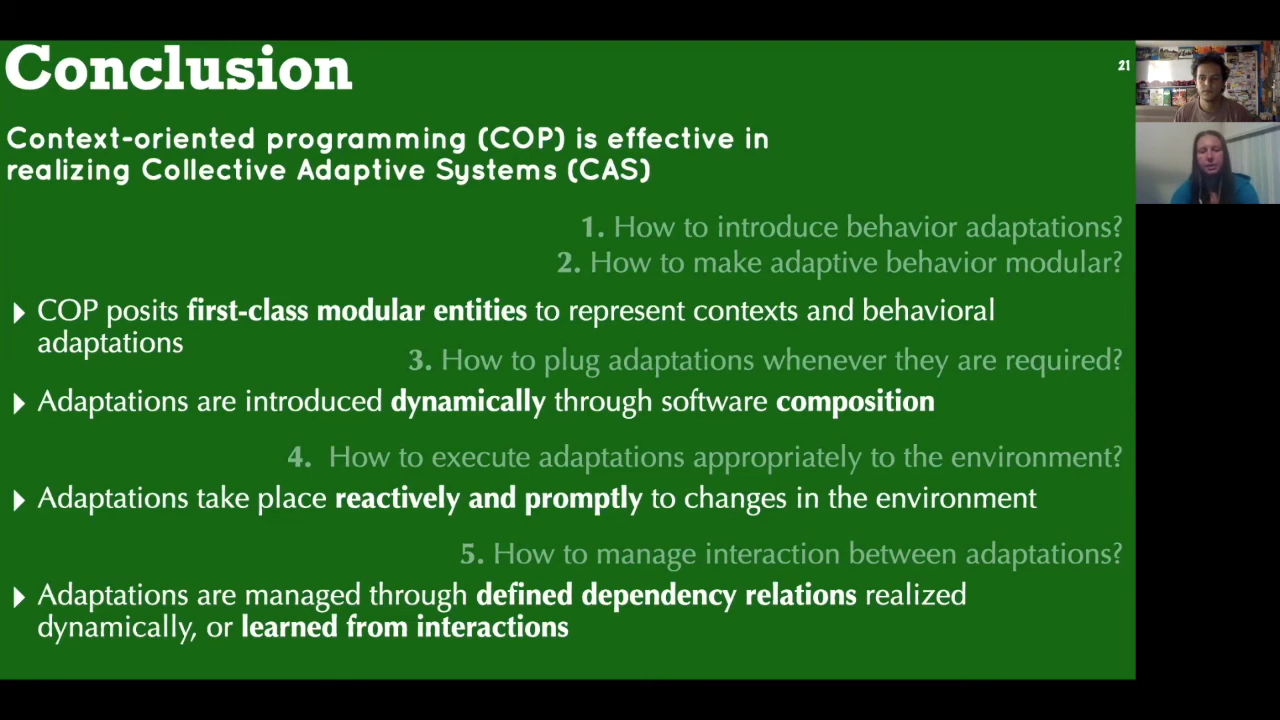 Conclusion
21
Context-oriented programming (COP) is effective in
realizing Collective Adaptive Systems (CAS)
1. How to introduce behavior adaptations?
2. How to make adaptive behavior modular?
COP posits first-class modular entities to represent contexts and behavioral
adaptations
3. How to plug adaptations whenever they are required?
Adaptations are introduced dynamically through software composition
4. How to execute adaptations appropriately to the environment?
Adaptations take place reactively and promptly to changes in the environment
5. How to manage interaction between adaptations?
Adaptations are managed through defined dependency relations realized
dynamically, or learned from interactions